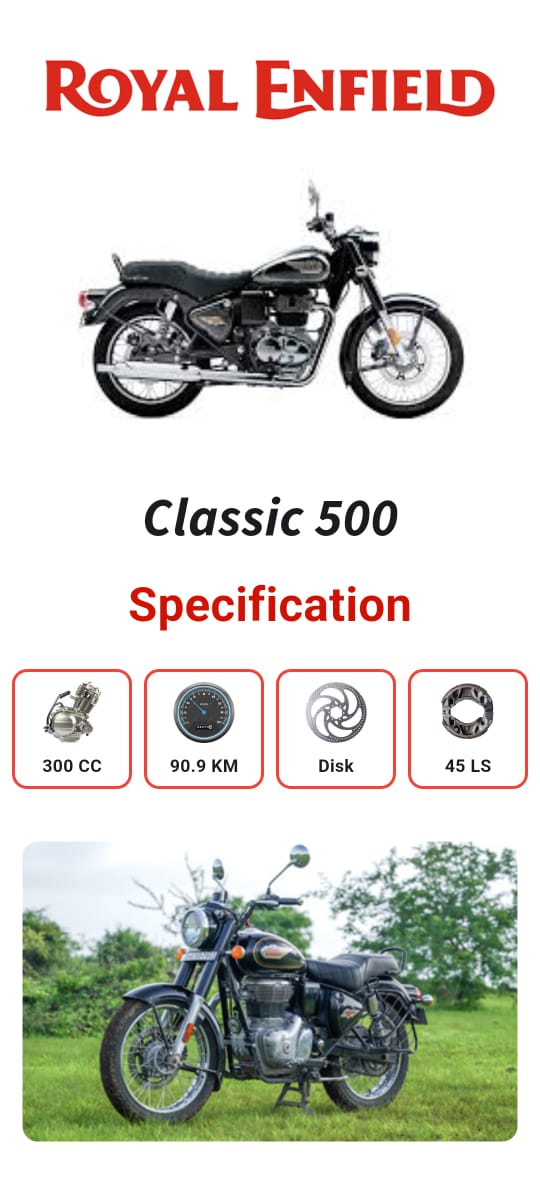 ROYAL ENFIELD
Classic 500
Specification
300 CC
90.9 KM
Disk
45 LS